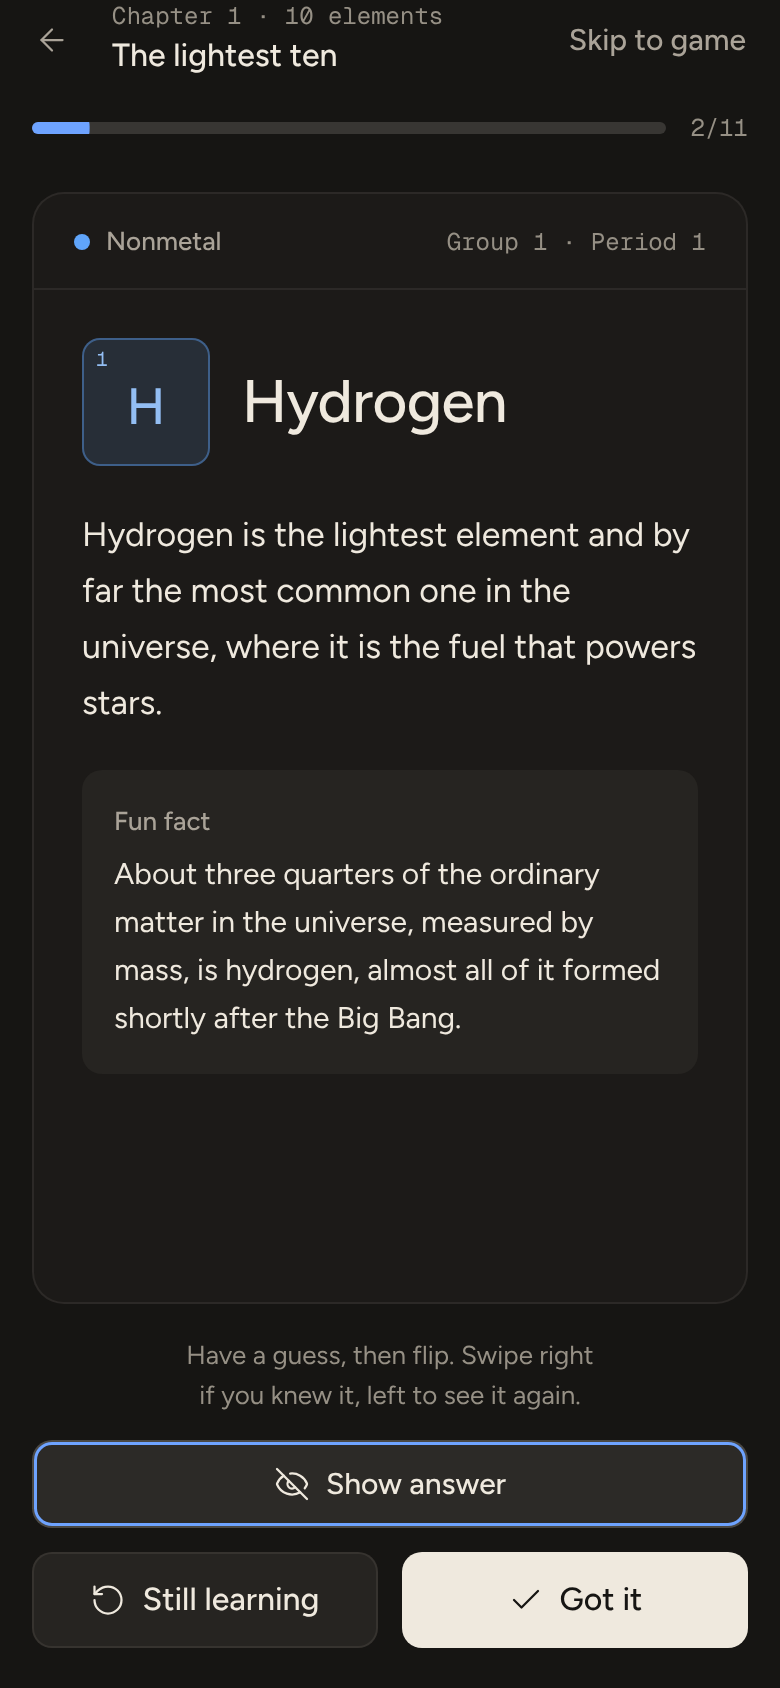 Chapter 1 · 10 elements
The lightest ten
Skip to game
2/11
Nonmetal
Group 1 · Period 1
1
H
Hydrogen
Hydrogen is the lightest element and by
far the most common one in the
universe, where it is the fuel that powers
stars.
Fun fact
About three quarters of the ordinary
matter in the universe, measured by
mass, is hydrogen, almost all of it formed
shortly after the Big Bang.
Have a guess, then flip. Swipe right
if you knew it, left to see it again.
Show answer
Still learning
Got it